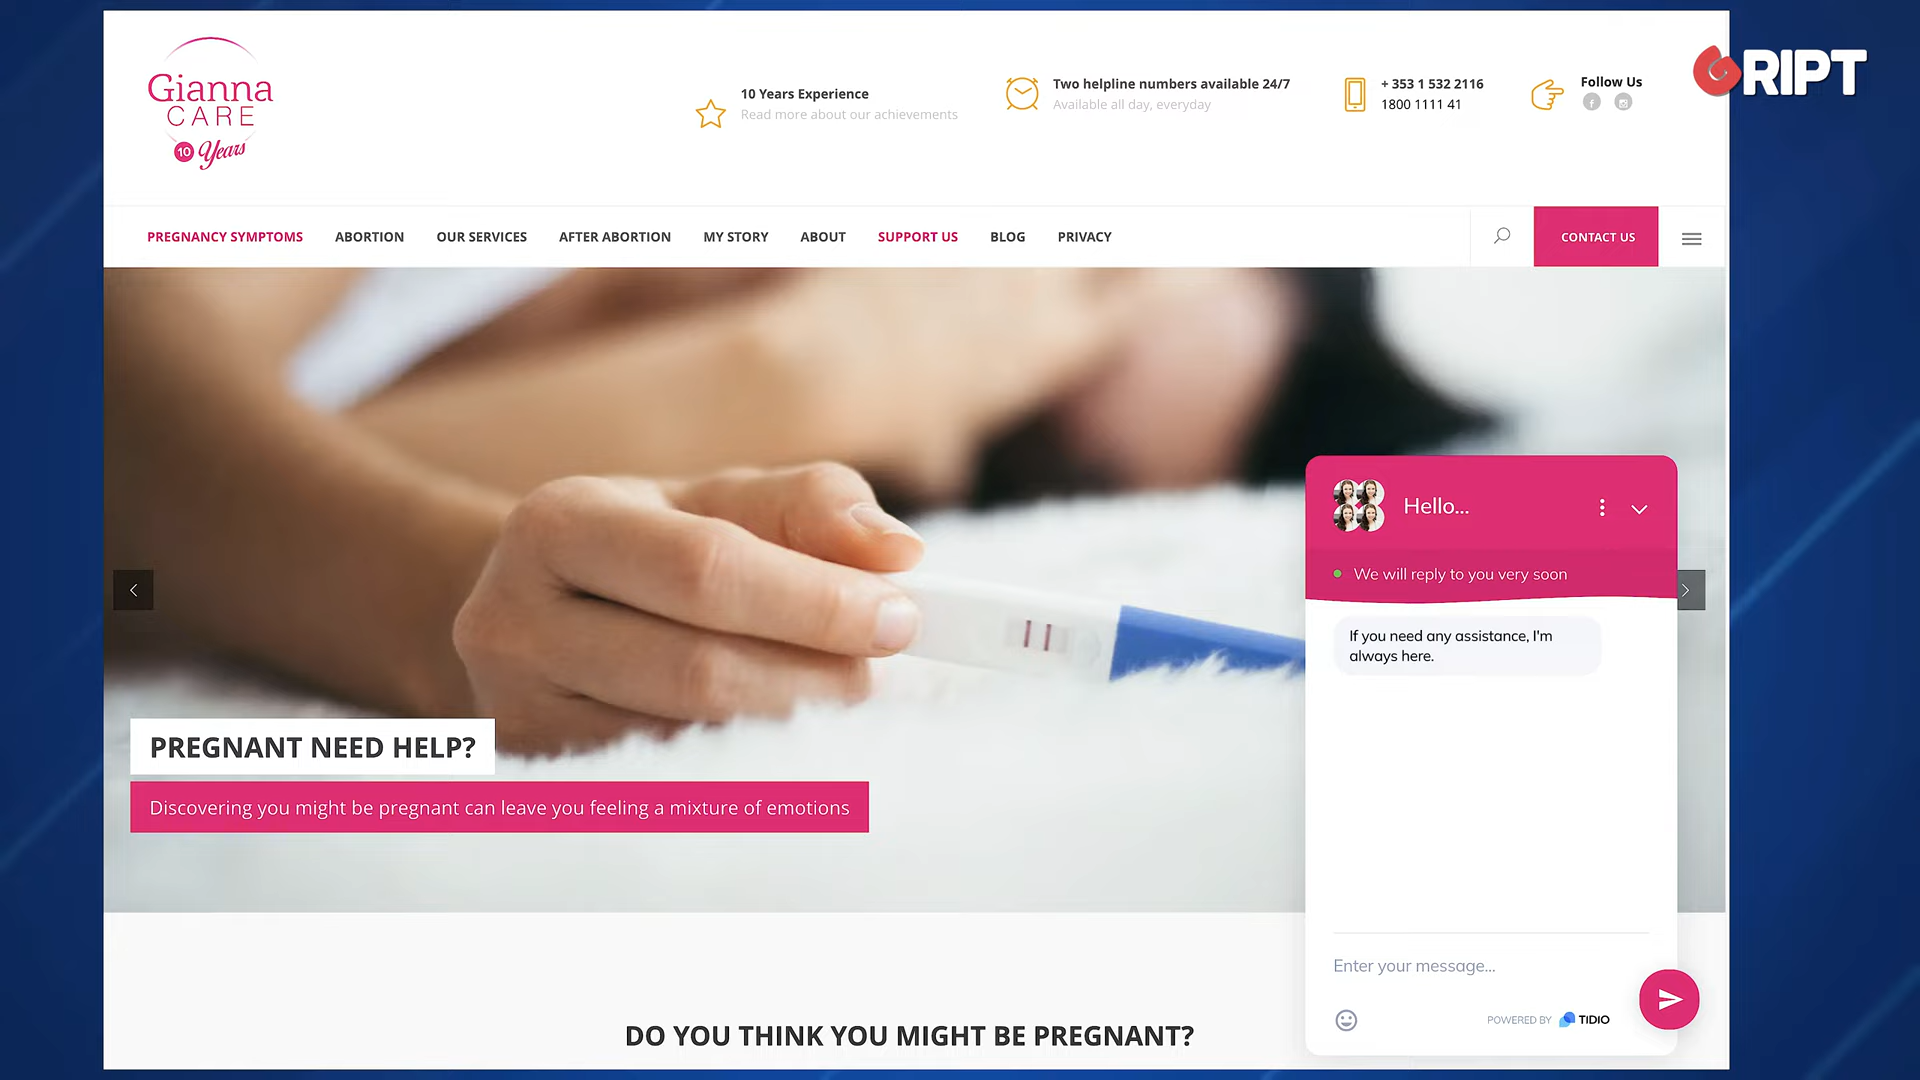 Gianna
CARE
10 Years
10 Years Experience
Read more about our achievements
Two helpline numbers available 24/7
Available all day, everyday
+ 353 1 532 2116
1800 1111 41
Follow Us
GRIPT
PREGNANCY SYMPTOMS
ABORTION
OUR SERVICES
AFTER ABORTION
MY STORY
ABOUT
SUPPORT US
BLOG
PRIVACY
CONTACT US
Hello...
We will reply to you very soon
If you need any assistance, I'm
always here.
PREGNANT NEED HELP?
Discovering you might be pregnant can leave you feeling a mixture of emotions
Enter your message...
POWERED BY TIDIO
DO YOU THINK YOU MIGHT BE PREGNANT?